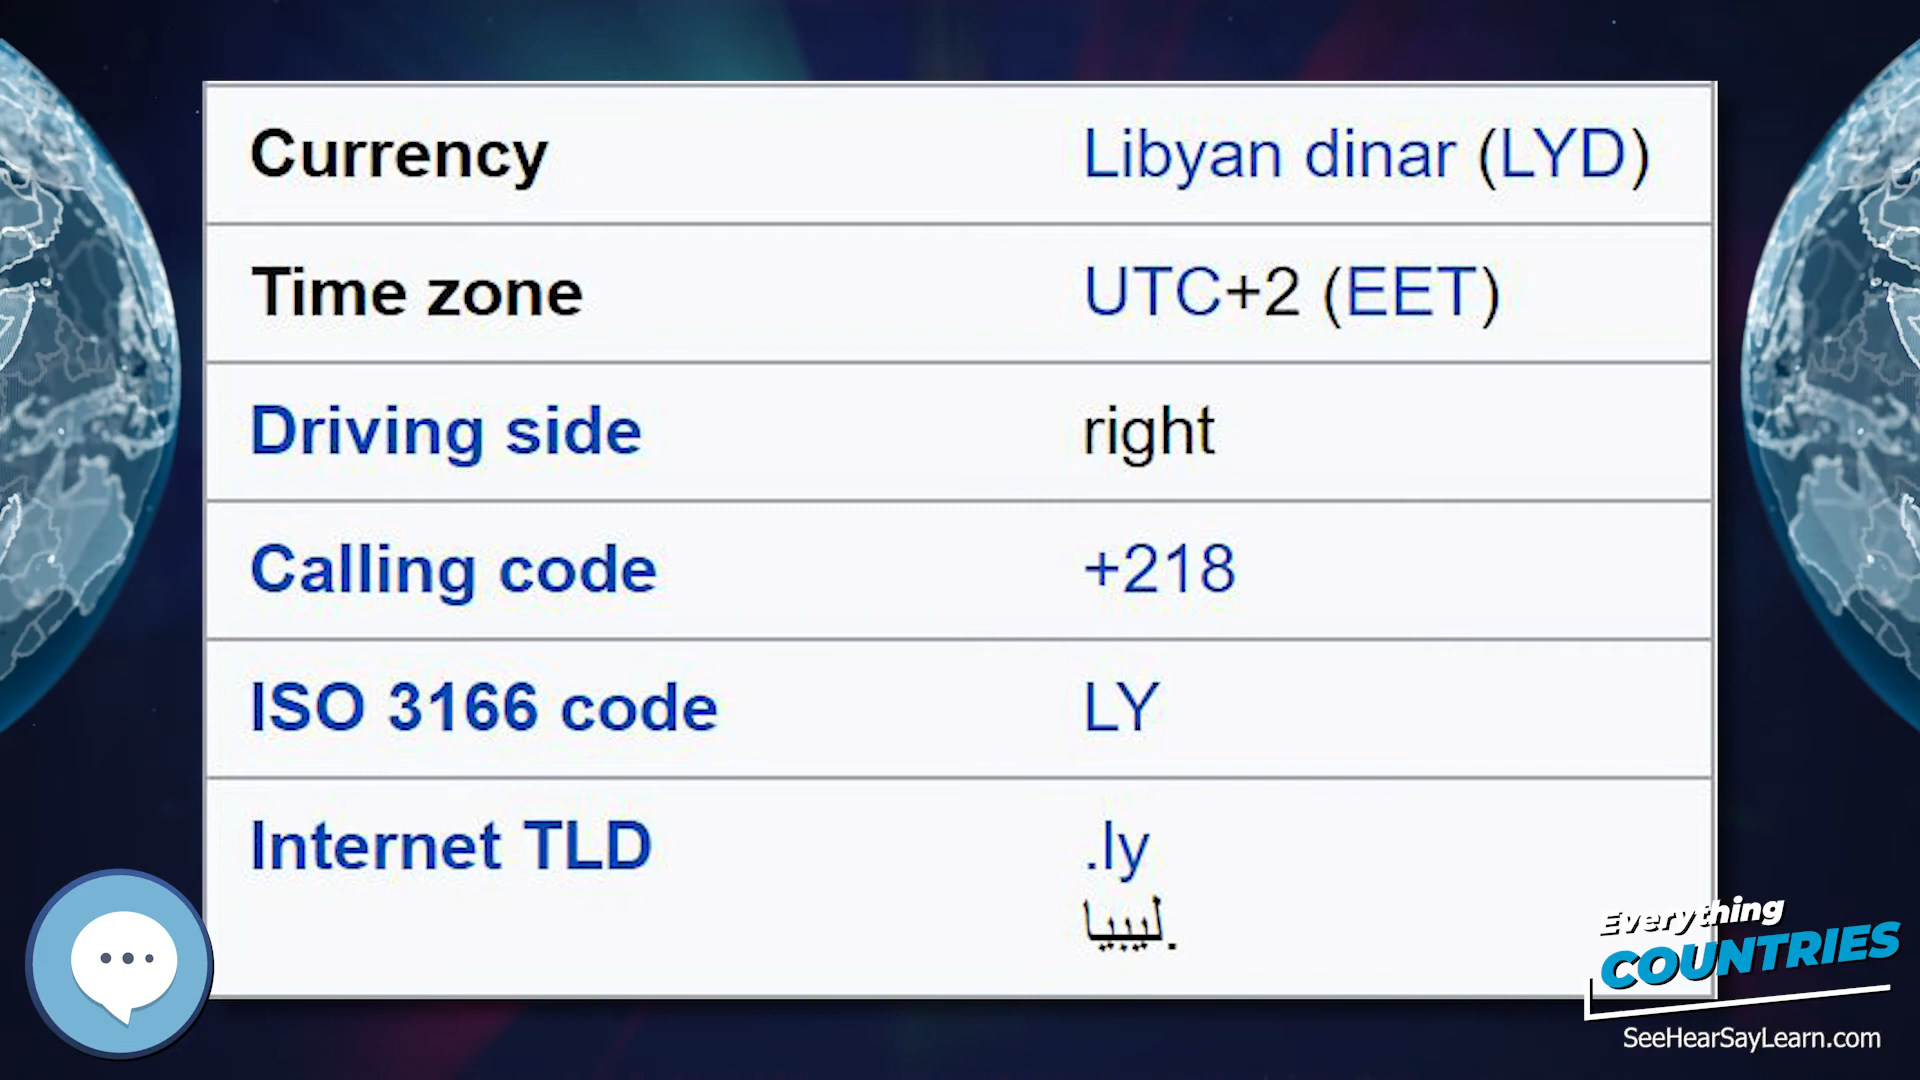 Currency Libyan dinar (LYD)
Time zone UTC+2 (EET)
Driving side right
Calling code +218
ISO 3166 code LY
Internet TLD .ly
.ليبيا
Everything
COUNTRIES
SeeHearSayLearn.com